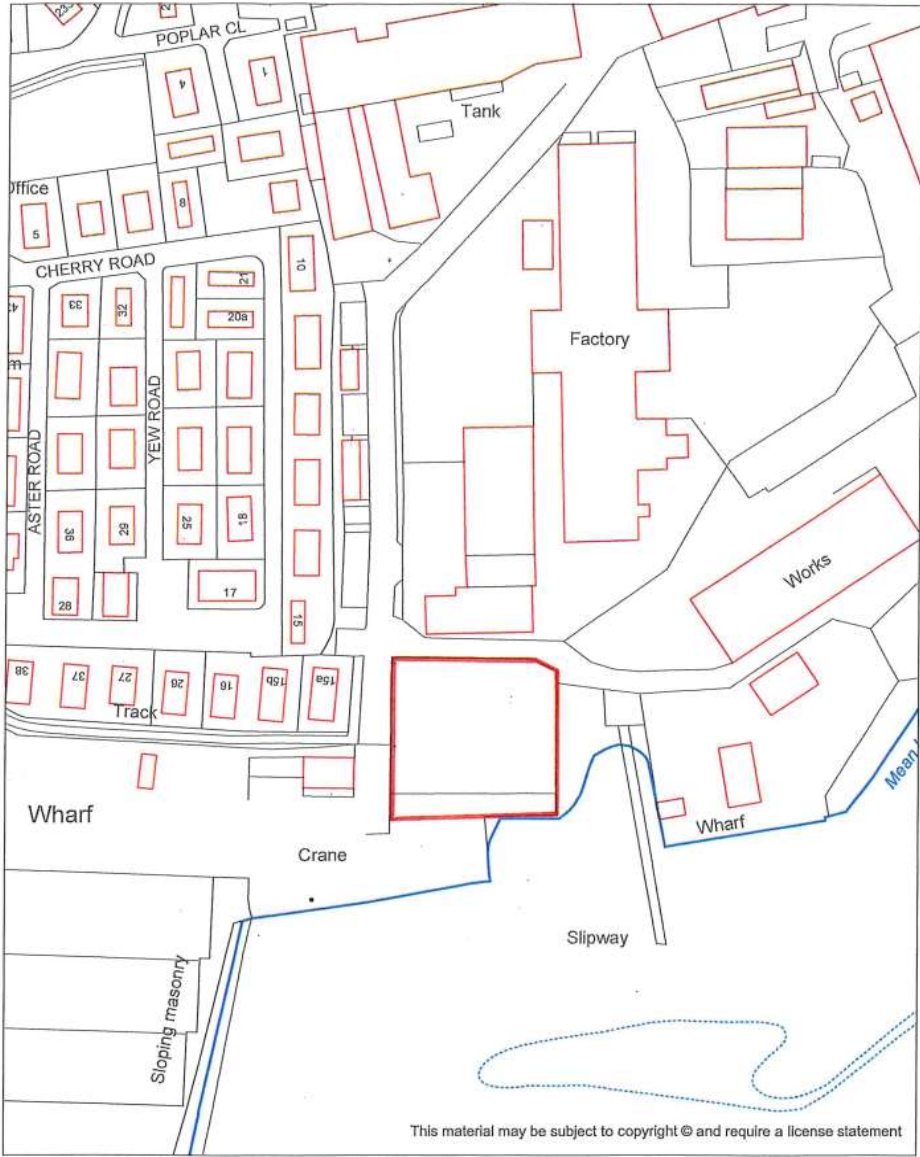 POPLAR CL
4
1
Tank
5
8
CHERRY ROAD
10
33
32
21
20a
Factory
YEW ROAD
ASTER ROAD
29
25
18
28
17
15
Works
38
37
27
26
16
15b
15a
Track
Wharf
Crane
Wharf
Slipway
Sloping masonry
This material may be subject to copyright © and require a license statement